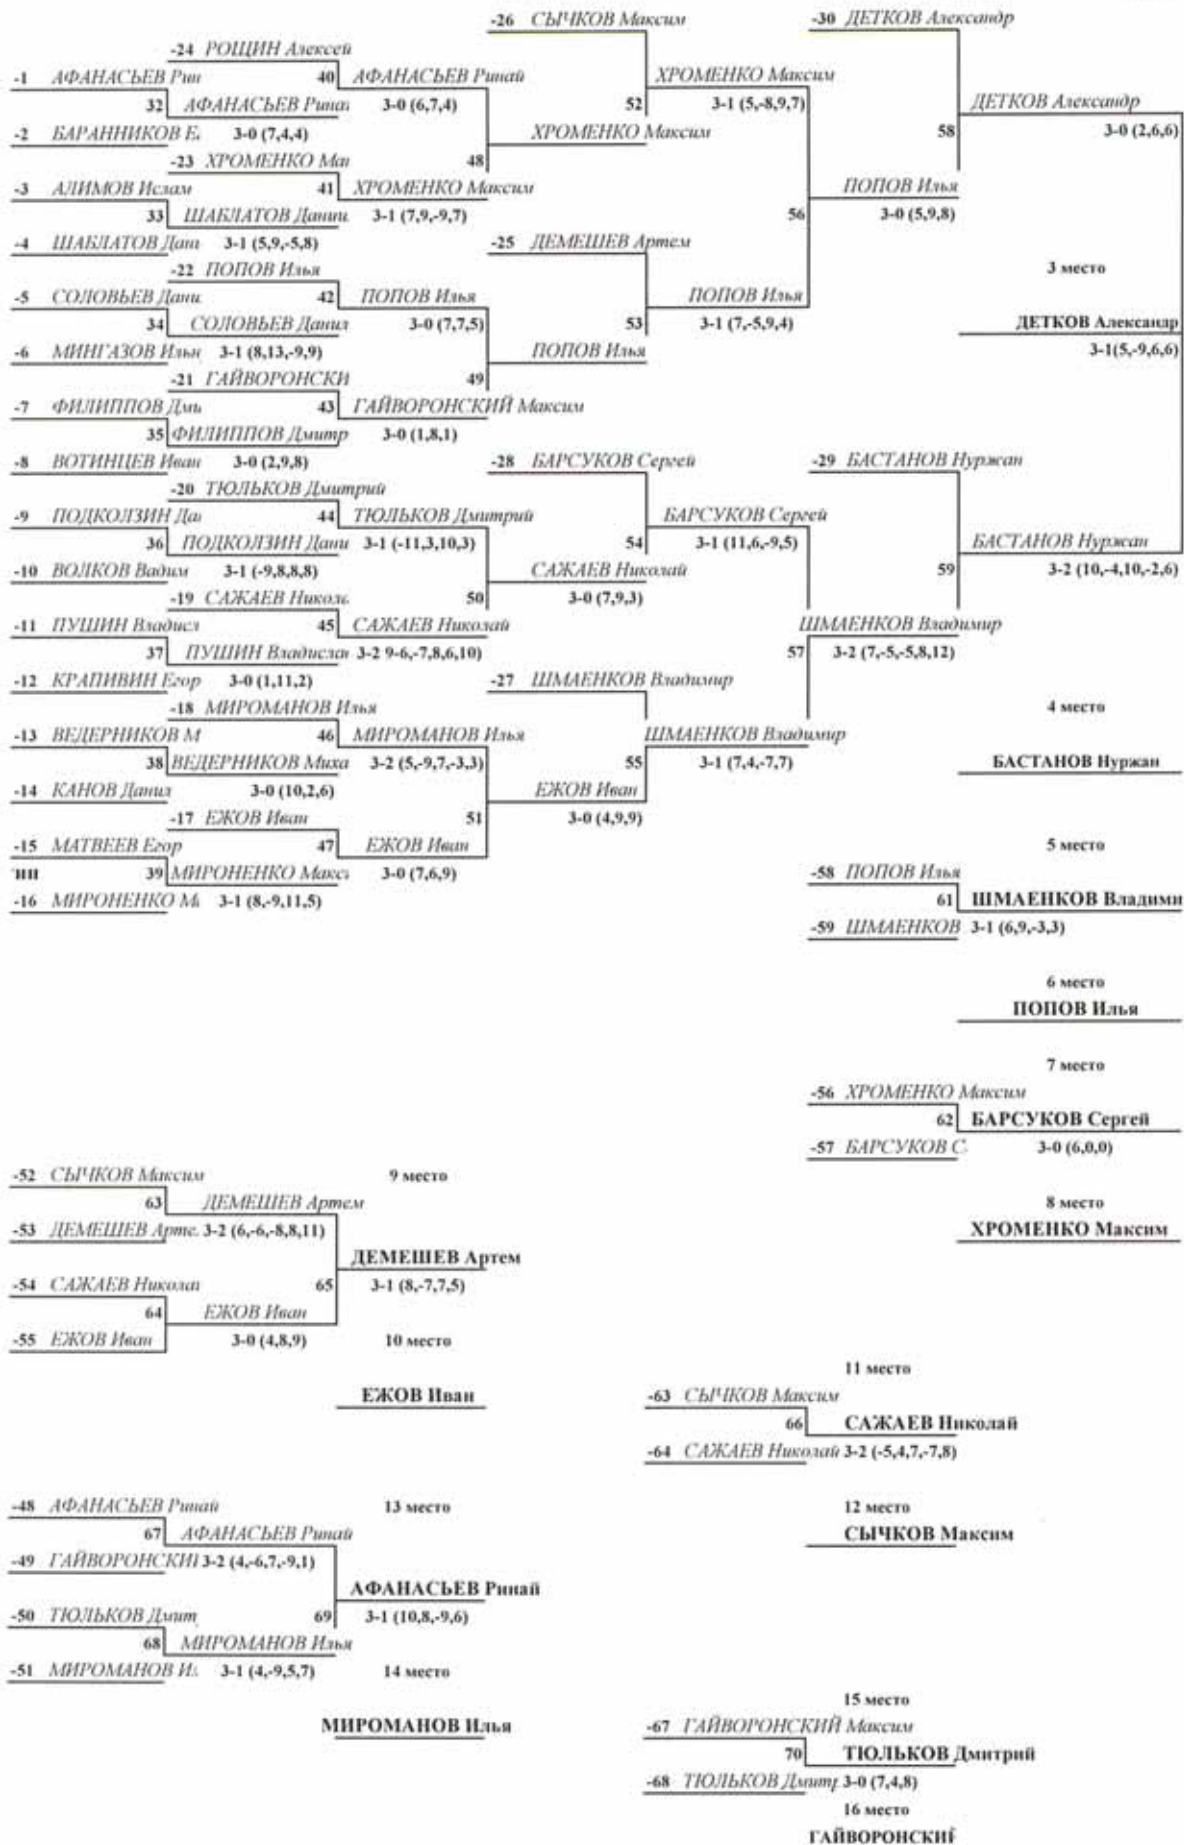 -26 СЫЧКОВ Максим
-30 ДЕТКОВ Александр
-24 РОЩИН Алексей
-1 АФАНАСЬЕВ Рин
40 АФАНАСЬЕВ Ринай
ХРОМЕНКО Максим
32 АФАНАСЬЕВ Рина
3-0 (6,7,4)
52
3-1 (5,-8,9,7)
ДЕТКОВ Александр
-2 БАРАННИКОВ Е
3-0 (7,4,4)
ХРОМЕНКО Максим
58
3-0 (2,6,6)
-23 ХРОМЕНКО Мак
48
-3 АЛИМОВ Ислам
41 ХРОМЕНКО Максим
ПОПОВ Илья
33 ШАБЛАТОВ Дании
3-1 (7,9,-9,7)
56
3-0 (5,9,8)
-4 ШАБЛАТОВ Дани
3-1 (5,9,-5,8)
-25 ДЕМЕШЕВ Артем
-22 ПОПОВ Илья
3 место
-5 СОЛОВЬЕВ Дани
42 ПОПОВ Илья
ПОПОВ Илья
34 СОЛОВЬЕВ Данил
3-0 (7,7,5)
53
3-1 (7,-5,9,4)
ДЕТКОВ Александр
-6 МИНГАЗОВ Ильн
3-1 (8,13,-9,9)
ПОПОВ Илья
3-1(5,-9,6,6)
-21 ГАЙВОРОНСКИ
49
-7 ФИЛИППОВ Дми
43 ГАЙВОРОНСКИЙ Максим
35 ФИЛИППОВ Дмитр
3-0 (1,8,1)
-8 ВОТИНЦЕВ Иван
3-0 (2,9,8)
-28 БАРСУКОВ Сергей
-29 БАСТАНОВ Нуржан
-20 ТЮЛЬКОВ Дмитрий
-9 ПОДКОЛЗИН Да
44 ТЮЛЬКОВ Дмитрий
БАРСУКОВ Сергей
36 ПОДКОЛЗИН Дани
3-1 (-11,3,10,3)
54
3-1 (11,6,-9,5)
БАСТАНОВ Нуржан
-10 ВОЛКОВ Вадим
3-1 (-9,8,8,8)
САЖАЕВ Николай
59
3-2 (10,-4,10,-2,6)
-19 САЖАЕВ Никола
50
3-0 (7,9,3)
-11 ПУШИН Владисл
45 САЖАЕВ Николай
ШМАЕНКОВ Владимир
37 ПУШИН Владислав
3-2 9-6,-7,8,6,10)
57
3-2 (7,-5,-5,8,12)
-12 КРАПИВИН Егор
3-0 (1,11,2)
-27 ШМАЕНКОВ Владимир
-18 МИРОМАНОВ Илья
4 место
-13 ВЕДЕРНИКОВ М
46 МИРОМАНОВ Илья
ШМАЕНКОВ Владимир
38 ВЕДЕРНИКОВ Миха
3-2 (5,-9,7,-3,3)
55
3-1 (7,4,-7,7)
БАСТАНОВ Нуржан
-14 КАНОВ Данил
3-0 (10,2,6)
ЕЖОВ Иван
-17 ЕЖОВ Иван
51
3-0 (4,9,9)
-15 МАТВЕЕВ Егор
47 ЕЖОВ Иван
5 место
39 МИРОНЕНКО Макс
3-0 (7,6,9)
-58 ПОПОВ Илья
-16 МИРОНЕНКО М
3-1 (8,-9,11,5)
61 ШМАЕНКОВ Владими
-59 ШМАЕНКОВ
3-1 (6,9,-3,3)
6 место
ПОПОВ Илья
7 место
-56 ХРОМЕНКО Максим
62 БАРСУКОВ Сергей
-57 БАРСУКОВ С
3-0 (6,0,0)
-52 СЫЧКОВ Максим
9 место
63 ДЕМЕШЕВ Артем
8 место
-53 ДЕМЕШЕВ Арте
3-2 (6,-6,-8,8,11)
ХРОМЕНКО Максим
ДЕМЕШЕВ Артем
-54 САЖАЕВ Никола
65
3-1 (8,-7,7,5)
64 ЕЖОВ Иван
-55 ЕЖОВ Иван
3-0 (4,8,9)
10 место
11 место
ЕЖОВ Иван
-63 СЫЧКОВ Максим
66 САЖАЕВ Николай
-64 САЖАЕВ Николай
3-2 (-5,4,7,-7,8)
-48 АФАНАСЬЕВ Ринай
13 место
12 место
67 АФАНАСЬЕВ Ринай
СЫЧКОВ Максим
-49 ГАЙВОРОНСКИ
3-2 (4,-6,7,-9,1)
АФАНАСЬЕВ Ринай
-50 ТЮЛЬКОВ Дмит
69
3-1 (10,8,-9,6)
68 МИРОМАНОВ Илья
-51 МИРОМАНОВ И
3-1 (4,-9,5,7)
14 место
15 место
МИРОМАНОВ Илья
-67 ГАЙВОРОНСКИЙ Максим
70 ТЮЛЬКОВ Дмитрий
-68 ТЮЛЬКОВ Дмит
3-0 (7,4,8)
16 место
ГАЙВОРОНСКИЙ